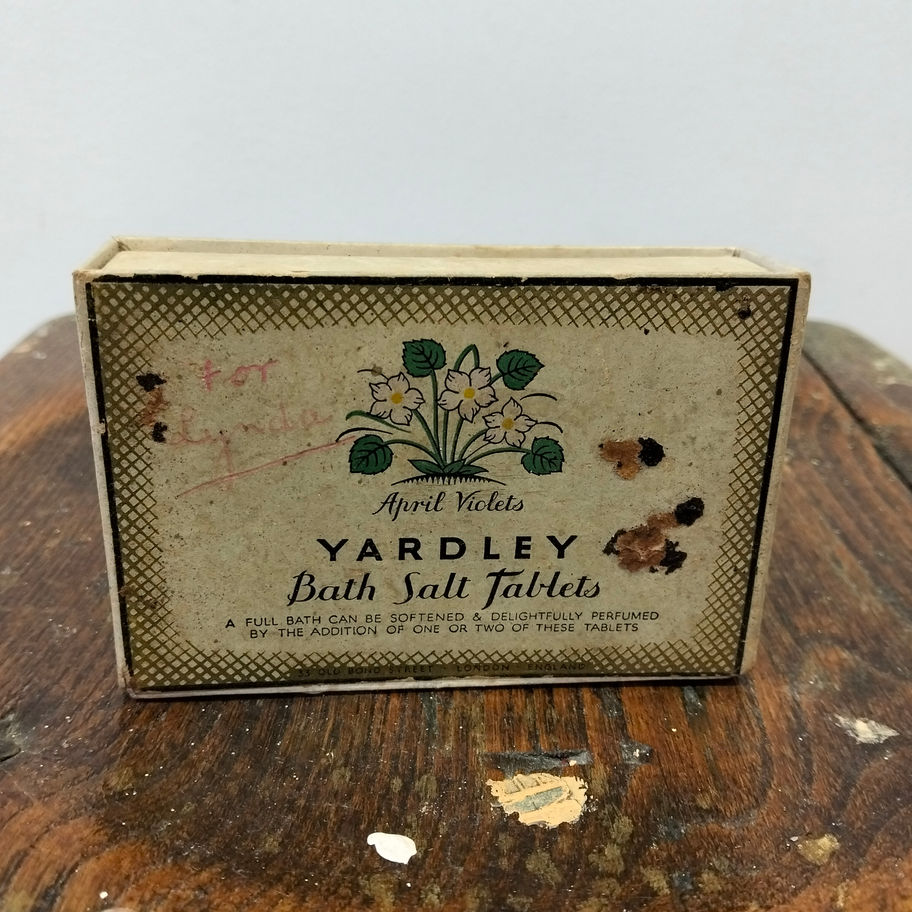 For
Lynda
April Violets
YARDLEY
Bath Salt Tablets
A FULL BATH CAN BE SOFTENED & DELIGHTFULLY PERFUMED
BY THE ADDITION OF ONE OR TWO OF THESE TABLETS
33 OLD BOND STREET - LONDON - ENGLAND